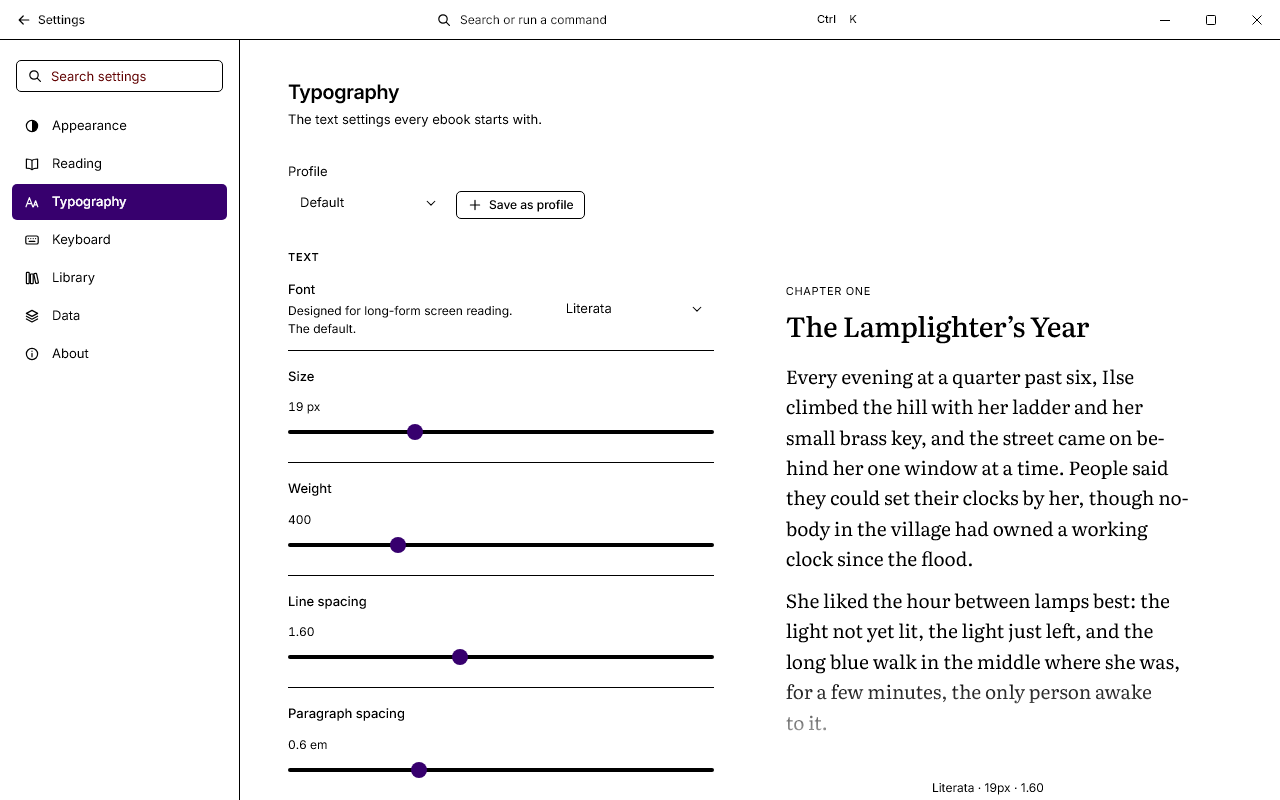 Settings
Search or run a command
Ctrl K
Search settings
Appearance
Reading
Typography
Keyboard
Library
Data
About
Typography
The text settings every ebook starts with.
Profile
Default
Save as profile
TEXT
Font
Designed for long-form screen reading.
The default.
Literata
Size
19 px
Weight
400
Line spacing
1.60
Paragraph spacing
0.6 em
CHAPTER ONE
The Lamplighter’s Year
Every evening at a quarter past six, Ilse
climbed the hill with her ladder and her
small brass key, and the street came on be-
hind her one window at a time. People said
they could set their clocks by her, though no-
body in the village had owned a working
clock since the flood.
She liked the hour between lamps best: the
light not yet lit, the light just left, and the
long blue walk in the middle where she was,
for a few minutes, the only person awake
to it.
Literata · 19px · 1.60